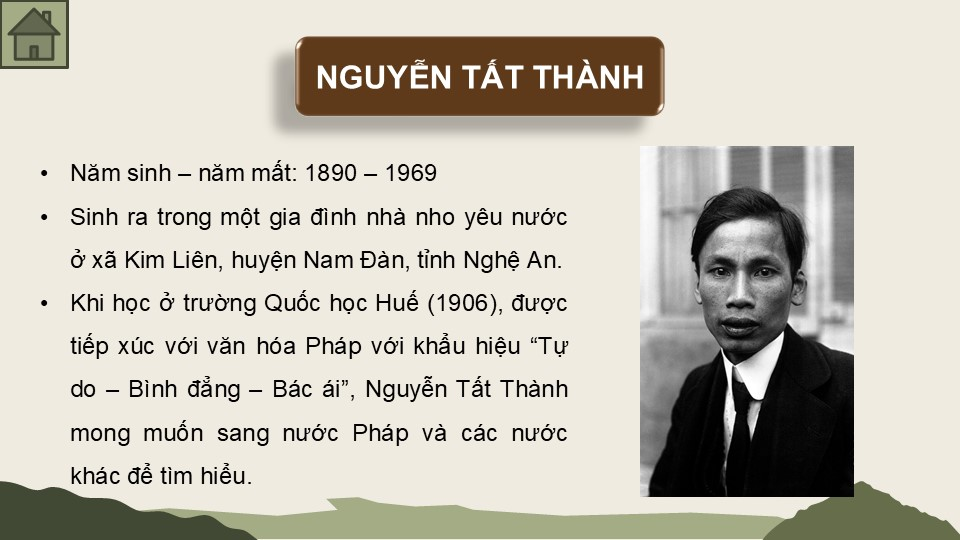 NGUYỄN TẤT THÀNH
• Năm sinh – năm mất: 1890 – 1969
• Sinh ra trong một gia đình nhà nho yêu nước
ở xã Kim Liên, huyện Nam Đàn, tỉnh Nghệ An.
• Khi học ở trường Quốc học Huế (1906), được
tiếp xúc với văn hóa Pháp với khẩu hiệu “Tự
do – Bình đẳng – Bác ái”, Nguyễn Tất Thành
mong muốn sang nước Pháp và các nước
khác để tìm hiểu.